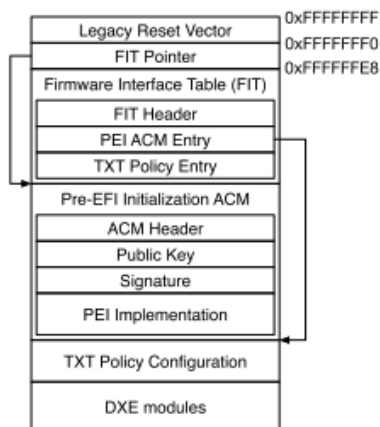 Legacy Reset Vector
0xFFFFFFFF
0xFFFFFFF0
FIT Pointer
0xFFFFFFE8
Firmware Interface Table (FIT)
FIT Header
PEI ACM Entry
TXT Policy Entry
Pre-EFI Initialization ACM
ACM Header
Public Key
Signature
PEI Implementation
TXT Policy Configuration
DXE modules